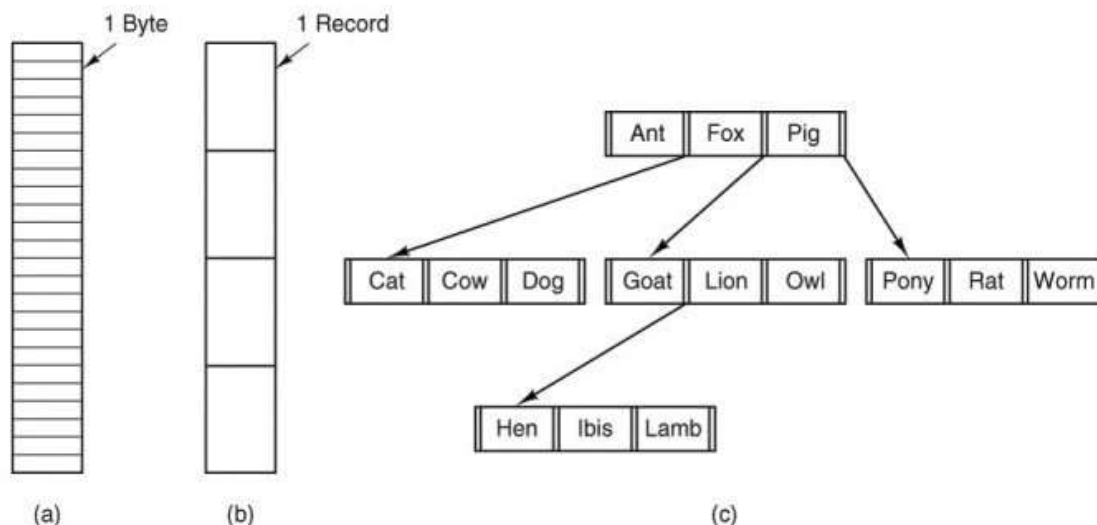 1 Byte
1 Record
Ant Fox Pig
Cat Cow Dog
Goat Lion Owl
Pony Rat Worm
Hen Ibis Lamb
(a)
(b)
(c)